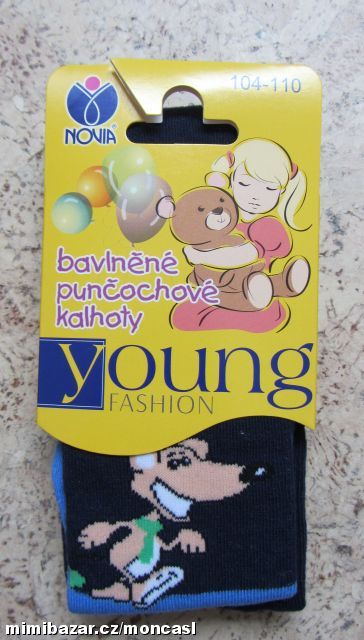 104-110
NOVIA®
bavlněné
punčochové
kalhoty
young
FASHION
mimibazar.cz/moncasl